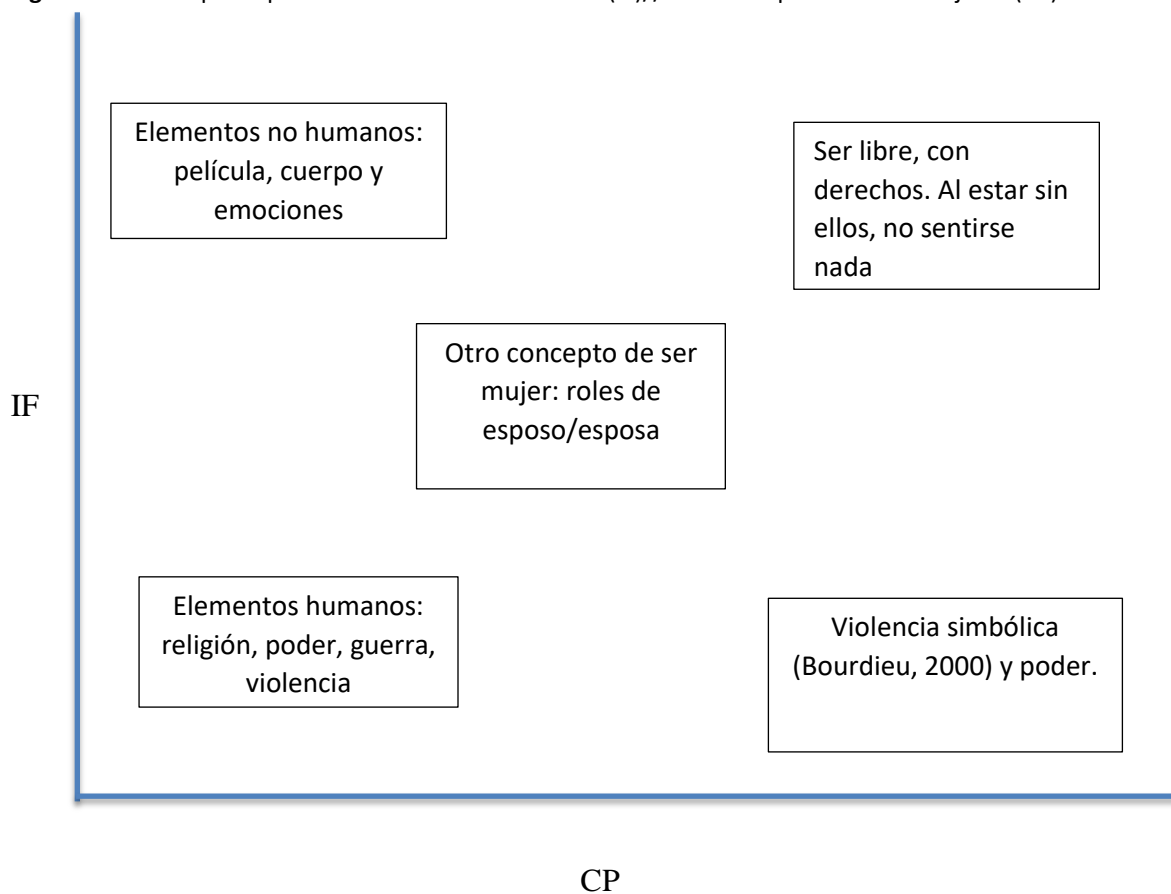 Elementos no humanos:
película, cuerpo y
emociones
Ser libre, con
derechos. Al estar sin
ellos, no sentirse
nada
Otro concepto de ser
mujer: roles de
esposo/esposa
IF
Elementos humanos:
religión, poder, guerra,
violencia
Violencia simbólica
(Bourdieu, 2000) y poder.
CP